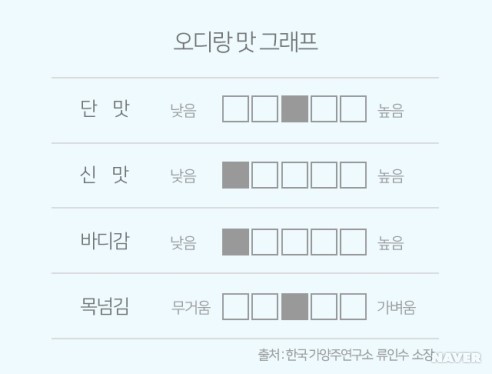 오디랑 맛 그래프
단 맛 낮음 높음
신 맛 낮음 높음
바디감 낮음 높음
목넘김 무거움 가벼움
출처 : 한국가양주연구소 류인수 소장
NAVER